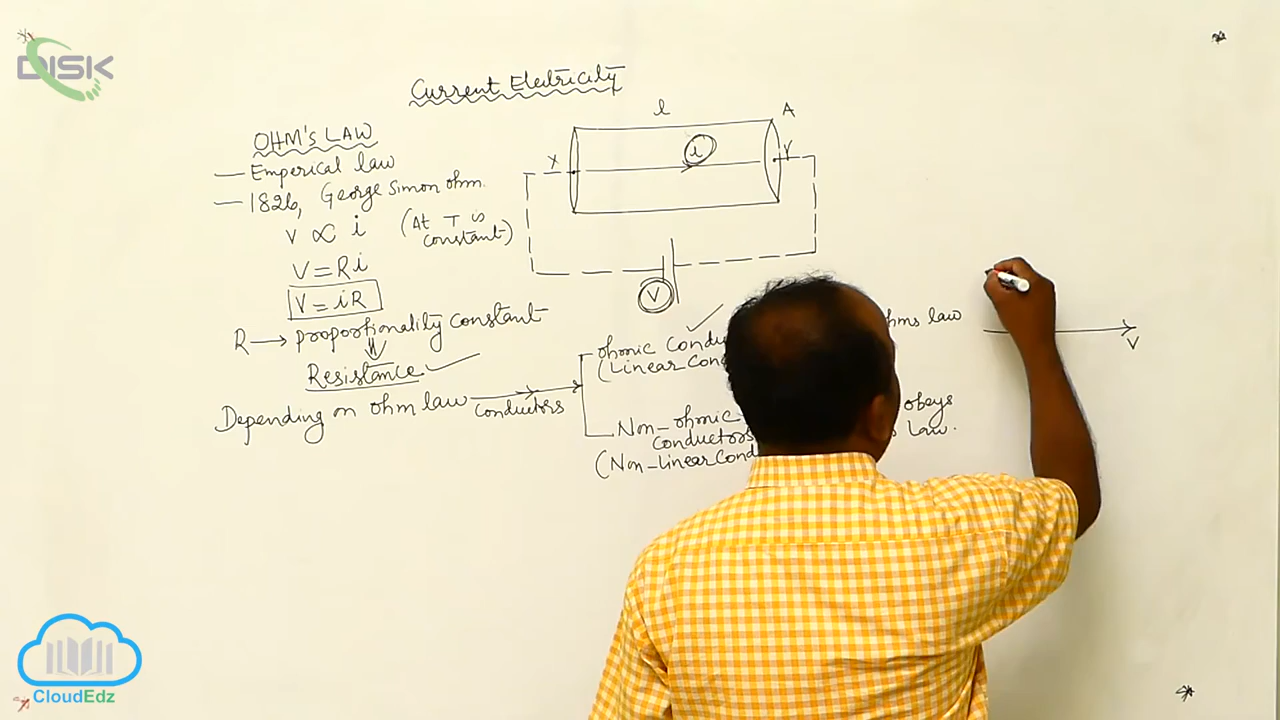 DISK
Current Electricity
OHM'S LAW
— Emperical law
— 1826, George Simon ohm.
V ∝ i (At T is constant)
V = Ri
V = iR
R → proportionality constant
Resistance
Depending on ohm law conductors
l
A
X
i
Y
V
ohmic
(Linear
hms law
Non-ohmic
conductors
(Non-Linear
obeys
law.
V
CloudEdz